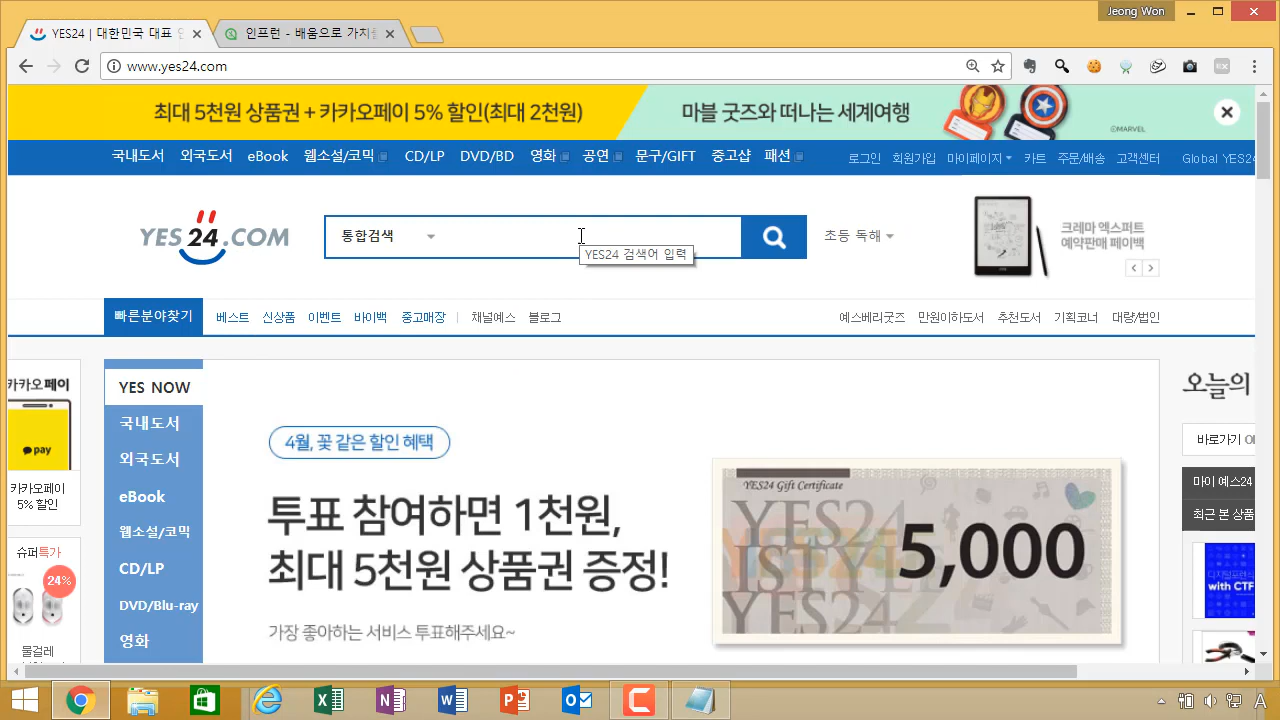 Jeong Won
YES24 | 대한민국 대표
인프런 - 배움으로 가치를
www.yes24.com
최대 5천원 상품권 + 카카오페이 5% 할인(최대 2천원)
마블 굿즈와 떠나는 세계여행
©MARVEL
국내도서 외국도서 eBook 웹소설/코믹 CD/LP DVD/BD 영화 공연 문구/GIFT 중고샵 패션
로그인 회원가입 마이페이지 카트 주문/배송 고객센터 Global YES24
YES24.COM
통합검색
초등 독해
YES24 검색어 입력
크레마 엑스퍼트
예약판매 페이백
빠른분야찾기 베스트 신상품 이벤트 바이백 중고매장 채널예스 블로그
예스베리굿즈 만원이하도서 추천도서 기획코너 대량/법인
카카오페이
pay
카카오페이
5% 할인
슈퍼특가
24%
물걸레
YES NOW
국내도서
외국도서
eBook
웹소설/코믹
CD/LP
DVD/Blu-ray
영화
4월, 꽃 같은 할인 혜택
투표 참여하면 1천원,
최대 5천원 상품권 증정!
가장 좋아하는 서비스 투표해주세요~
YES24 Gift Certificate
YES24
ISTYLE
YES24
5,000
오늘의
바로가기
마이 예스24
최근 본 상품
디지털프런
with CTF